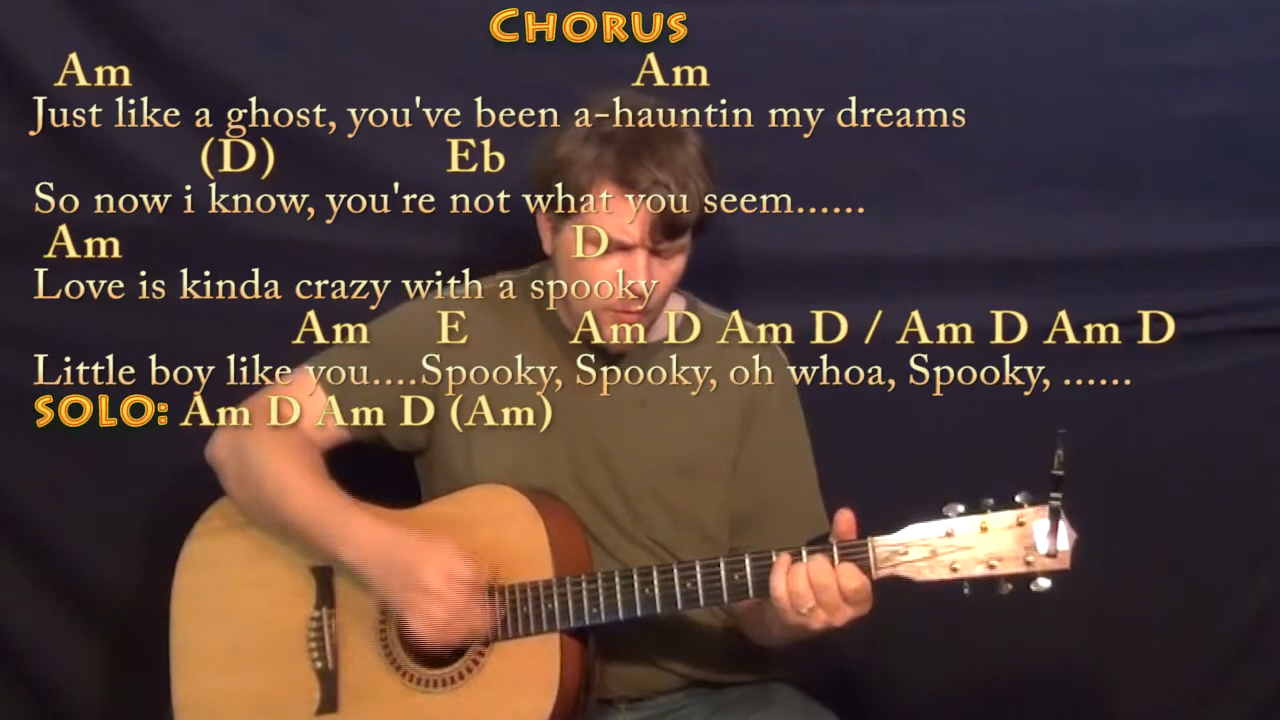 CHORUS
Am Am
Just like a ghost, you've been a-hauntin my dreams
(D) Eb
So now i know, you're not what you seem......
Am D
Love is kinda crazy with a spooky
Am E Am D Am D / Am D Am D
Little boy like you....Spooky, Spooky, oh whoa, Spooky, ......
SOLO: Am D Am D (Am)